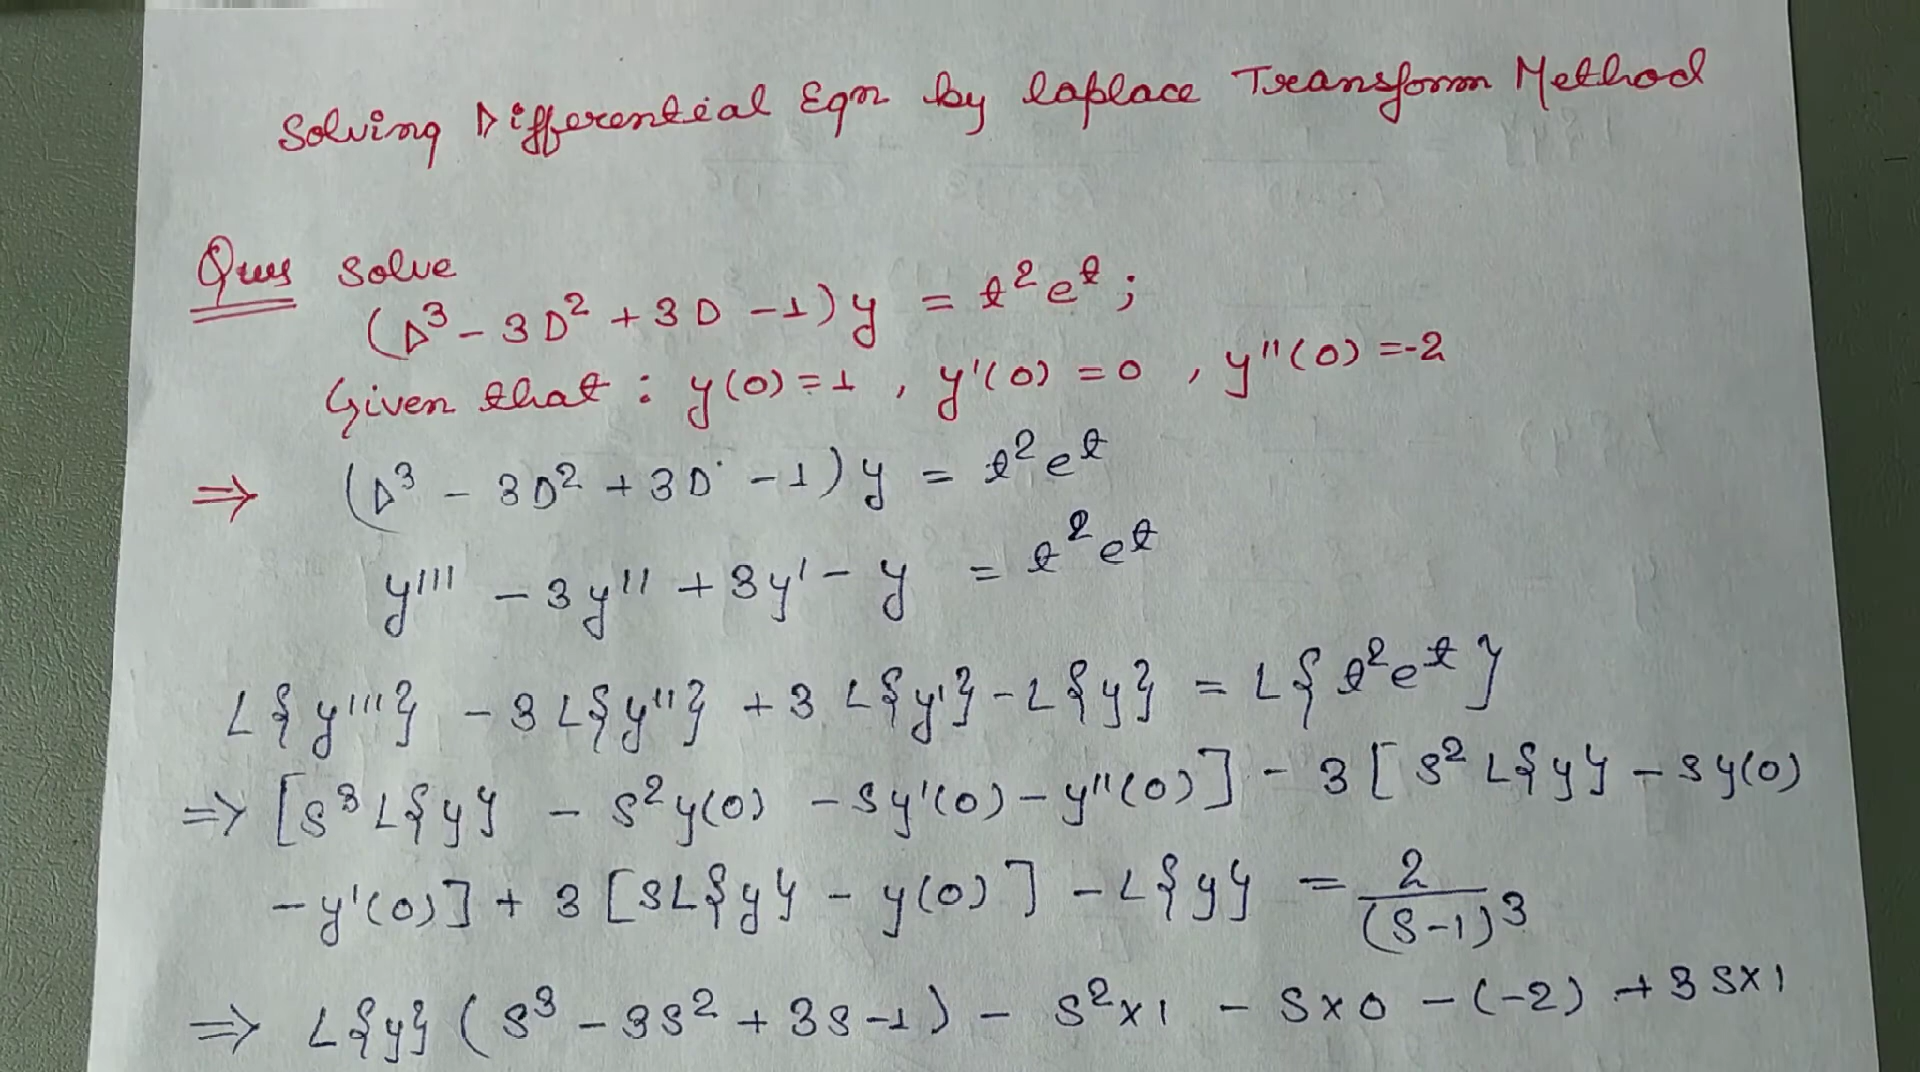 Solving Differential Eqn by Laplace Transform Method
Ques Solve
(D³ - 3D² + 3D - 1)y = t²eᵗ;
Given that : y(0) = 1, y'(0) = 0, y''(0) = -2
⇒ (D³ - 3D² + 3D - 1)y = t²eᵗ
y''' - 3y'' + 3y' - y = t²eᵗ
L{y'''} - 3L{y''} + 3L{y'} - L{y} = L{t²eᵗ}
⇒ [s³L{y} - s²y(0) - sy'(0) - y''(0)] - 3[s²L{y} - sy(0)
- y'(0)] + 3[sL{y} - y(0)] - L{y} = 2/(s-1)³
⇒ L{y}(s³ - 3s² + 3s - 1) - s²×1 - s×0 - (-2) + 3s×1